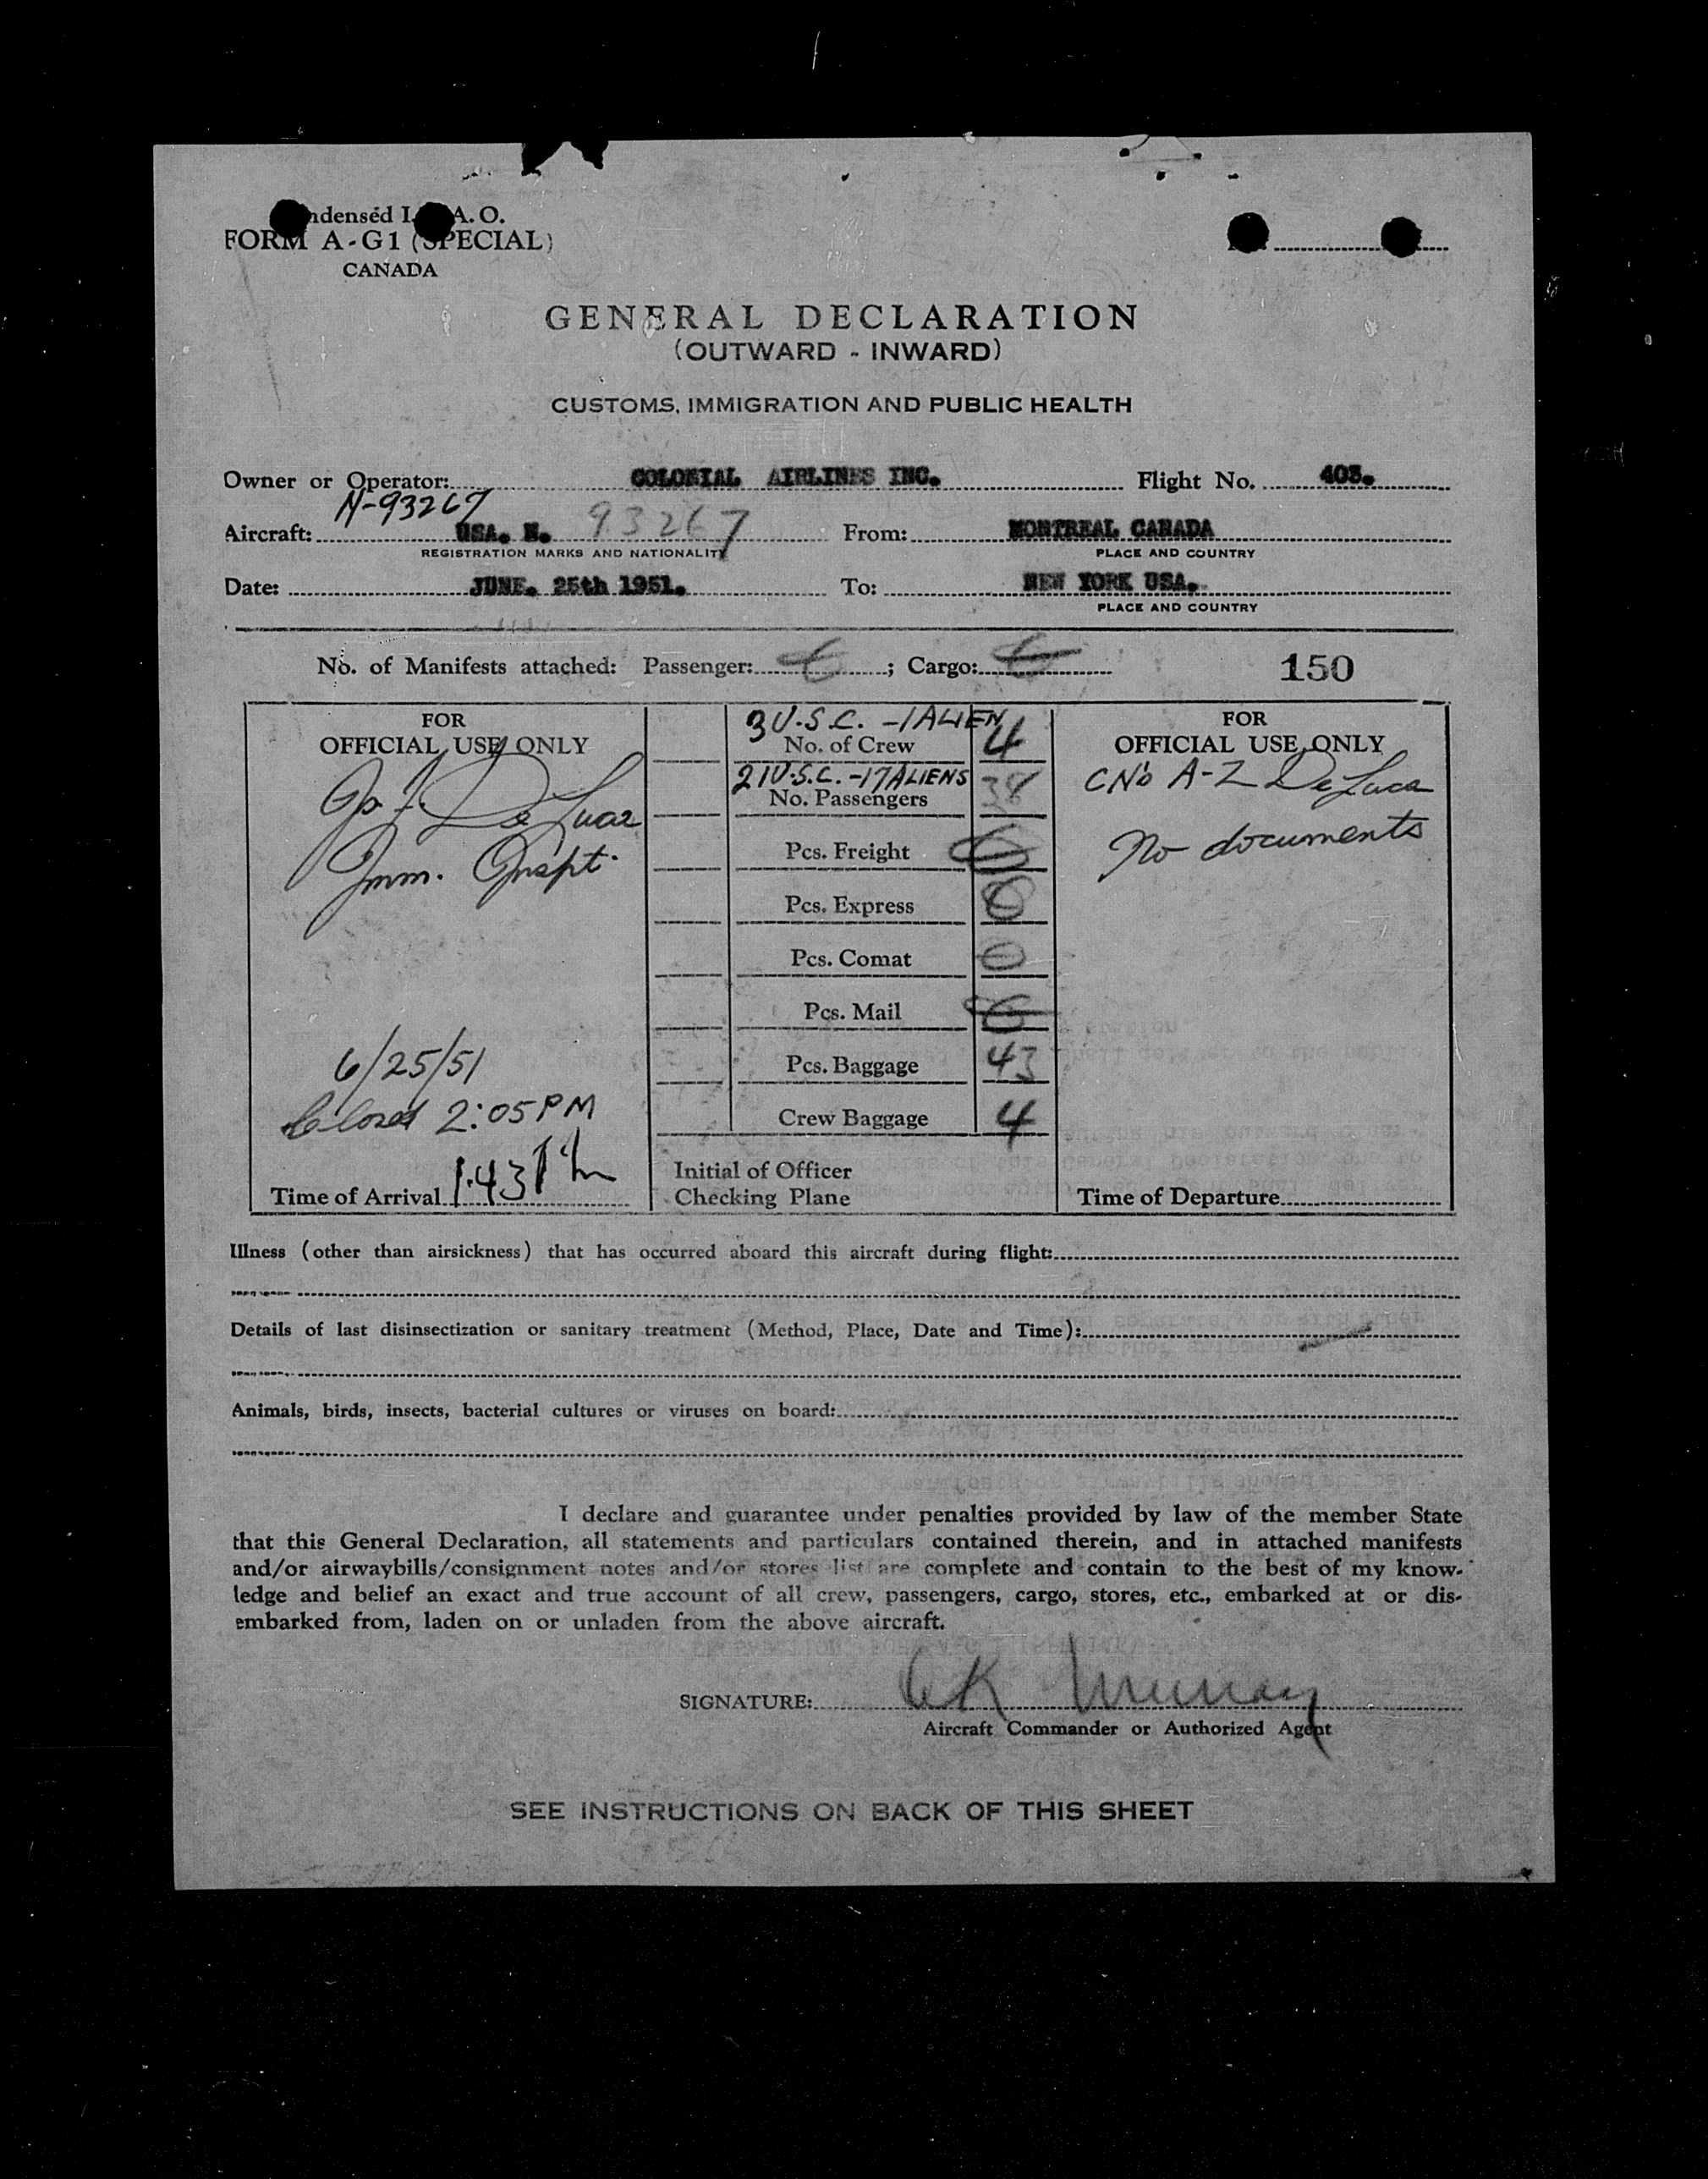 ndensed I. A. O.
FORM A-G1 (SPECIAL)
CANADA
GENERAL DECLARATION
(OUTWARD - INWARD)
CUSTOMS, IMMIGRATION AND PUBLIC HEALTH
Owner or Operator: COLONIAL AIRLINES INC. Flight No. 403.
N-93267
Aircraft: USA. N. 93267 From: MONTREAL CANADA
REGISTRATION MARKS AND NATIONALITY PLACE AND COUNTRY
Date: JUNE. 25th 1951. To: NEW YORK USA.
PLACE AND COUNTRY
No. of Manifests attached: Passenger: ; Cargo: 150
FOR
OFFICIAL USE ONLY
De Luca
Imm. Inspt.
6/25/51
Closed 2:05 PM
Time of Arrival 1:43 PM
3 U.S.C. - 1 ALIEN
No. of Crew 4
21 U.S.C. - 17 ALIENS
No. Passengers 38
Pcs. Freight
Pcs. Express
Pcs. Comat
Pcs. Mail
Pcs. Baggage 43
Crew Baggage 4
Initial of Officer
Checking Plane
FOR
OFFICIAL USE ONLY
CN's A-Z De Luca
No documents
Time of Departure
Illness (other than airsickness) that has occurred aboard this aircraft during flight:
Details of last disinsectization or sanitary treatment (Method, Place, Date and Time):
Animals, birds, insects, bacterial cultures or viruses on board:
I declare and guarantee under penalties provided by law of the member State
that this General Declaration, all statements and particulars contained therein, and in attached manifests
and/or airwaybills/consignment notes and/or stores list are complete and contain to the best of my know-
ledge and belief an exact and true account of all crew, passengers, cargo, stores, etc., embarked at or dis-
embarked from, laden on or unladen from the above aircraft.
SIGNATURE: K Murray
Aircraft Commander or Authorized Agent
SEE INSTRUCTIONS ON BACK OF THIS SHEET